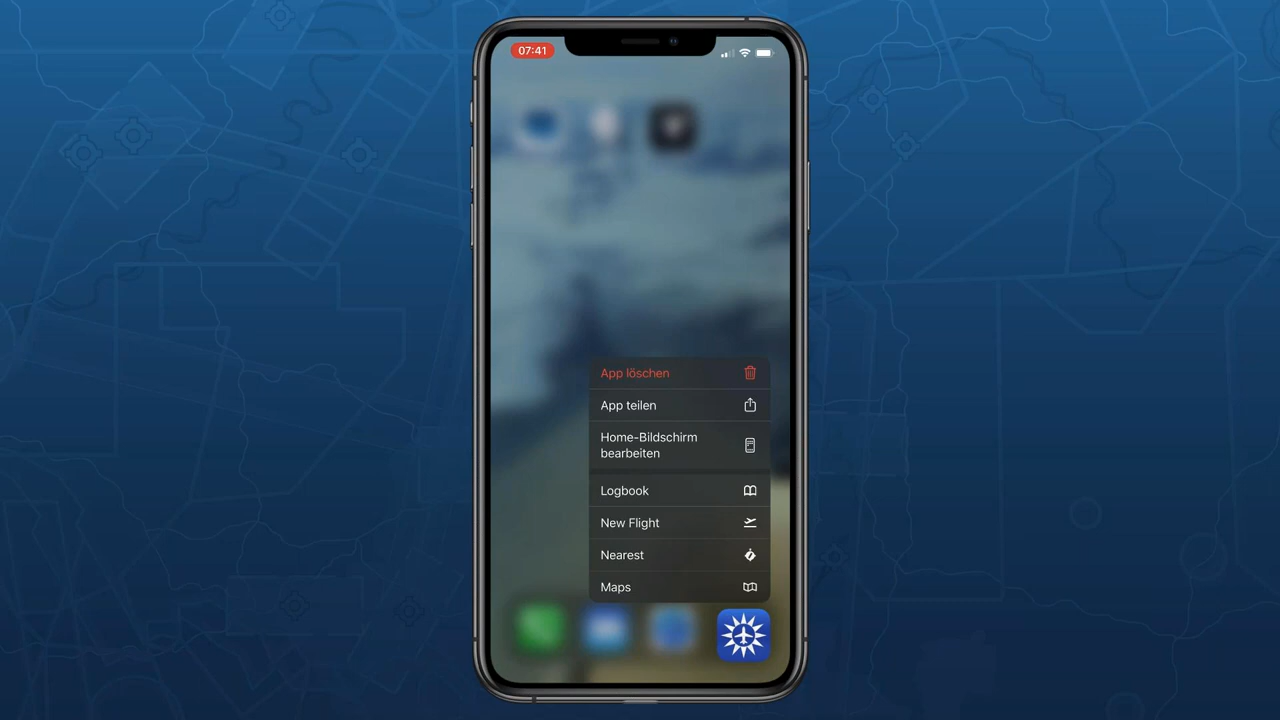 07:41
App löschen
App teilen
Home-Bildschirm
bearbeiten
Logbook
New Flight
Nearest
Maps